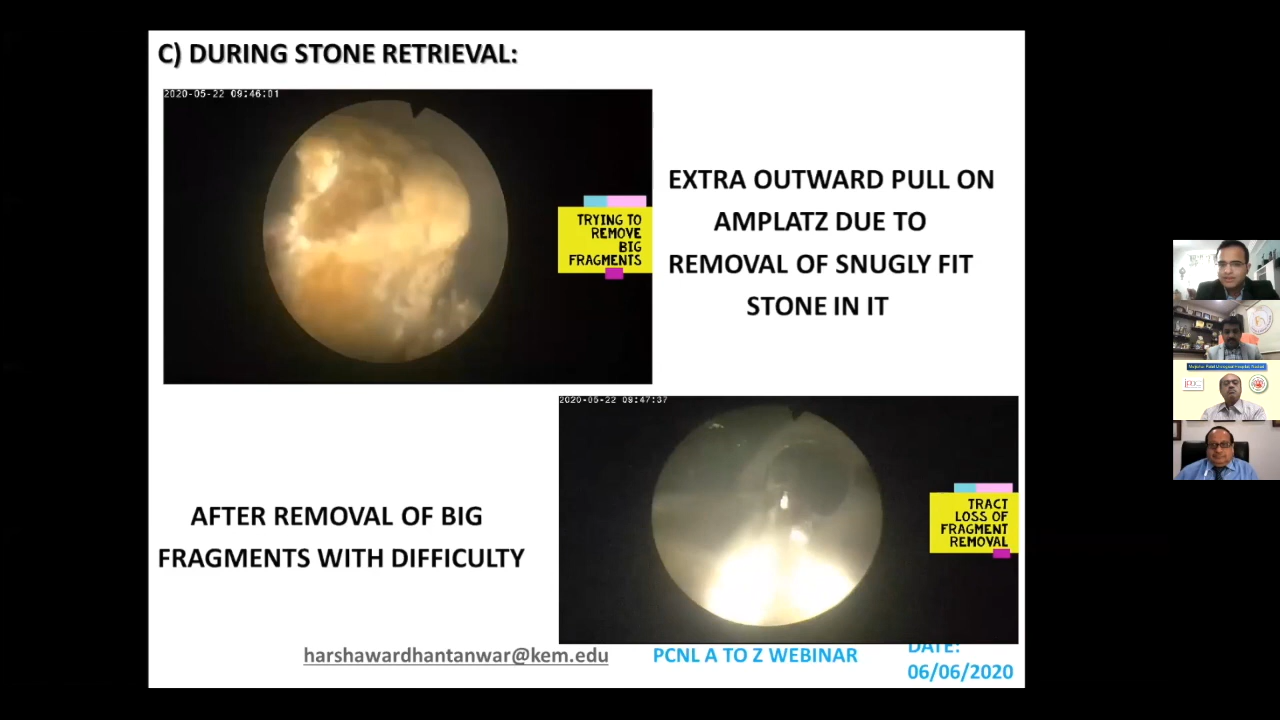 C) DURING STONE RETRIEVAL:
2020-05-22 09:46:01
TRYING TO
REMOVE
BIG
FRAGMENTS
EXTRA OUTWARD PULL ON
AMPLATZ DUE TO
REMOVAL OF SNUGLY FIT
STONE IN IT
2020-05-22 09:47:37
TRACT
LOSS OF
FRAGMENT
REMOVAL
AFTER REMOVAL OF BIG
FRAGMENTS WITH DIFFICULTY
harshawardhantanwar@kem.edu
PCNL A TO Z WEBINAR
DATE:
06/06/2020